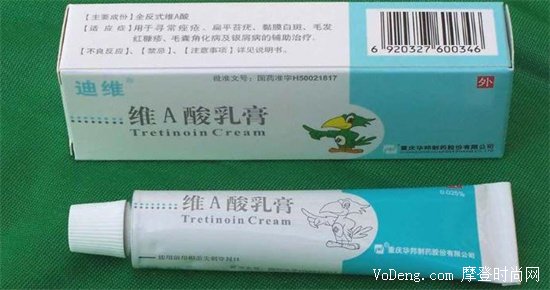 [主要成份] 全反式维A酸
[适应症] 用于寻常痤疮、扁平苔疣、黏膜白斑、毛发
红糠疹、毛囊角化病及银屑病的辅助治疗.
[不良反应]、[禁忌]、[注意事项] 详见说明书。
6 920327 600346
批准文号: 国药准字H50021817
外
迪维
维A酸乳膏
Tretinoin Cream
重庆华邦制药股份有限公司
维A酸乳膏
Tretinoin Cream
0.025%
重庆华邦制药股份有限公司
VoDeng.com 摩登时尚网